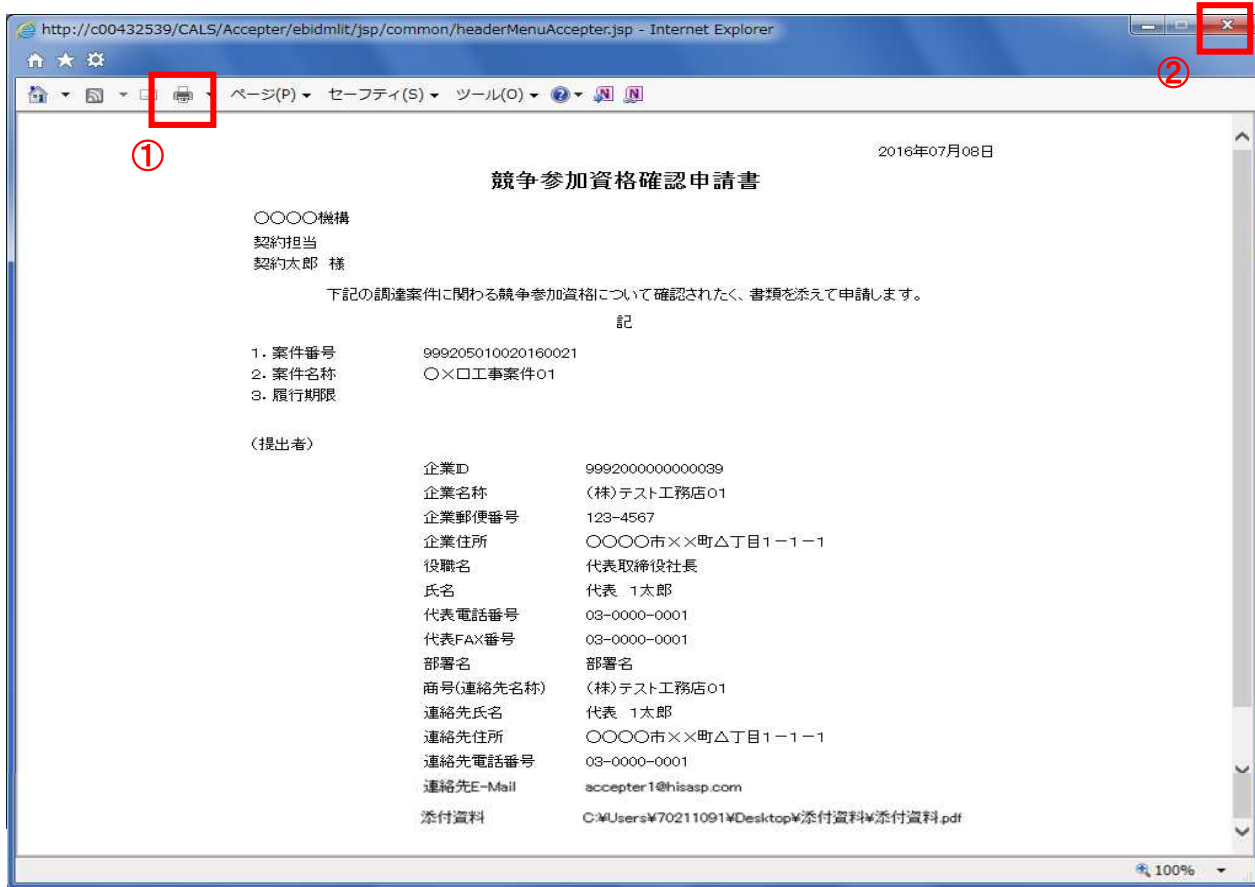 http://c00432539/CALS/Accepter/ebidmlit/jsp/common/headerMenuAccepter.jsp - Internet Explorer
②
ページ(P) セーフティ(S) ツール(O)
①
2016年07月08日
競争参加資格確認申請書
〇〇〇〇機構
契約担当
契約太郎 様
下記の調達案件に関わる競争参加資格について確認されたく、書類を添えて申請します。
記
1. 案件番号 999205010020160021
2. 案件名称 〇×口工事案件01
3. 履行期限
(提出者)
企業ID 9992000000000039
企業名称 (株)テスト工務店01
企業郵便番号 123-4567
企業住所 〇〇〇〇市××町△丁目1-1-1
役職名 代表取締役社長
氏名 代表 1太郎
代表電話番号 03-0000-0001
代表FAX番号 03-0000-0001
部署名 部署名
商号(連絡先名称) (株)テスト工務店01
連絡先氏名 代表 1太郎
連絡先住所 〇〇〇〇市××町△丁目1-1-1
連絡先電話番号 03-0000-0001
連絡先E-Mail accepter1@hisasp.com
添付資料 C:¥Users¥70211091¥Desktop¥添付資料¥添付資料.pdf
100%